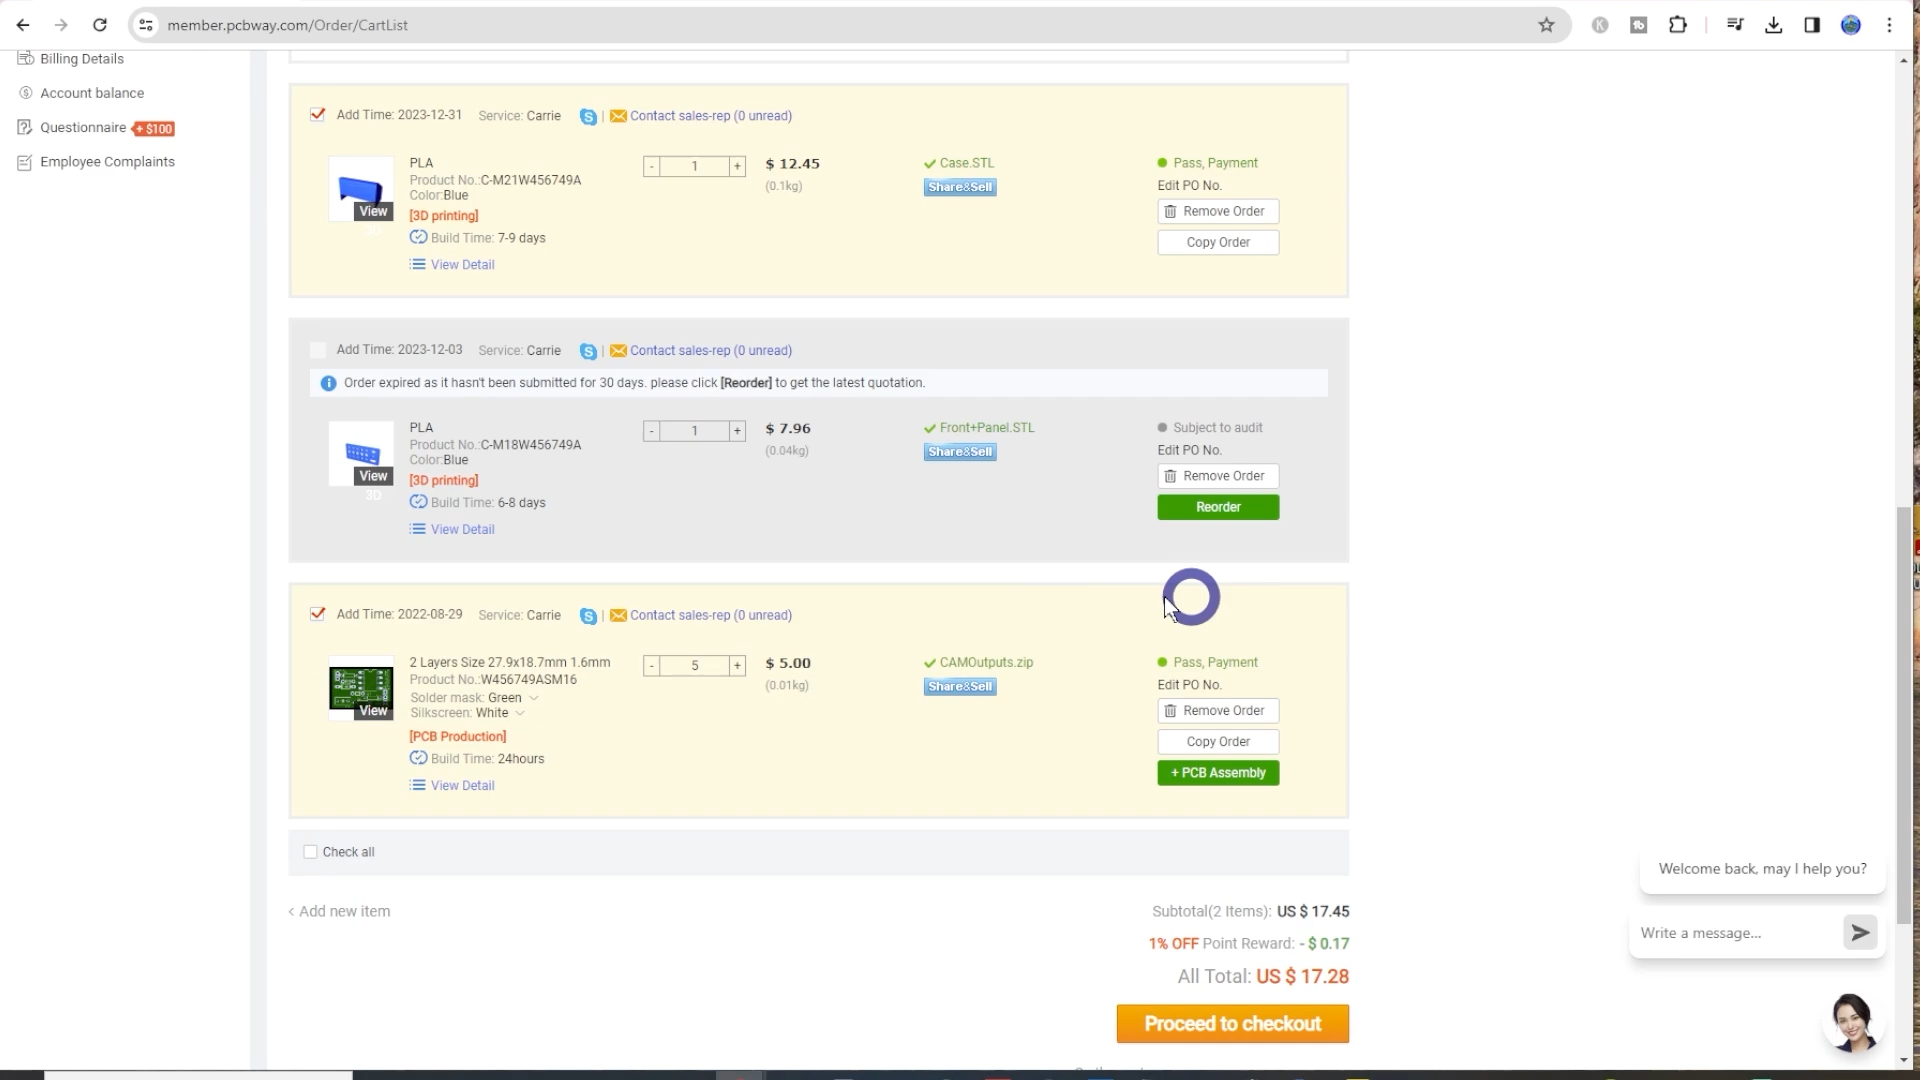 member.pcbway.com/Order/CartList
Billing Details
Account balance
Questionnaire + $100
Employee Complaints
Add Time: 2023-12-31 Service: Carrie | Contact sales-rep (0 unread)
PLA
Product No.:C-M21W456749A
Color:Blue
[3D printing]
Build Time: 7-9 days
View Detail
View
3D
- 1 +
$ 12.45
(0.1kg)
Case.STL
Share&Sell
Pass, Payment
Edit PO No.
Remove Order
Copy Order
Add Time: 2023-12-03 Service: Carrie | Contact sales-rep (0 unread)
Order expired as it hasn't been submitted for 30 days. please click [Reorder] to get the latest quotation.
PLA
Product No.:C-M18W456749A
Color:Blue
[3D printing]
Build Time: 6-8 days
View Detail
View
3D
- 1 +
$ 7.96
(0.04kg)
Front+Panel.STL
Share&Sell
Subject to audit
Edit PO No.
Remove Order
Reorder
Add Time: 2022-08-29 Service: Carrie | Contact sales-rep (0 unread)
2 Layers Size 27.9x18.7mm 1.6mm
Product No.:W456749ASM16
Solder mask: Green
Silkscreen: White
[PCB Production]
Build Time: 24hours
View Detail
View
- 5 +
$ 5.00
(0.01kg)
CAMOutputs.zip
Share&Sell
Pass, Payment
Edit PO No.
Remove Order
Copy Order
+ PCB Assembly
Check all
< Add new item
Subtotal(2 Items): US $ 17.45
1% OFF Point Reward: - $ 0.17
All Total: US $ 17.28
Proceed to checkout
Welcome back, may I help you?
Write a message...